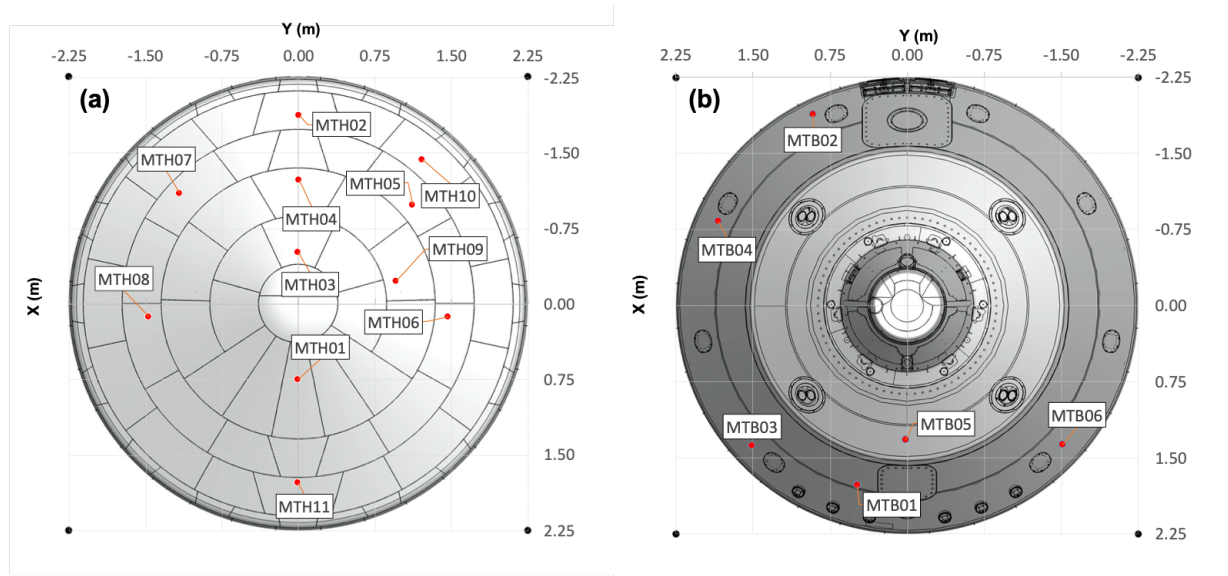 Y (m)
-2.25 -1.50 -0.75 0.00 0.75 1.50 2.25
(a)
-2.25
MTH02
MTH07
-1.50
MTH05
MTH10
MTH04
-0.75
MTH09
MTH08
MTH03
X (m)
0.00
MTH06
MTH01
0.75
1.50
MTH11
2.25
Y (m)
2.25 1.50 0.75 0.00 -0.75 -1.50 -2.25
(b)
-2.25
MTB02
-1.50
-0.75
MTB04
X (m)
0.00
0.75
MTB03
MTB05
MTB06
1.50
MTB01
2.25